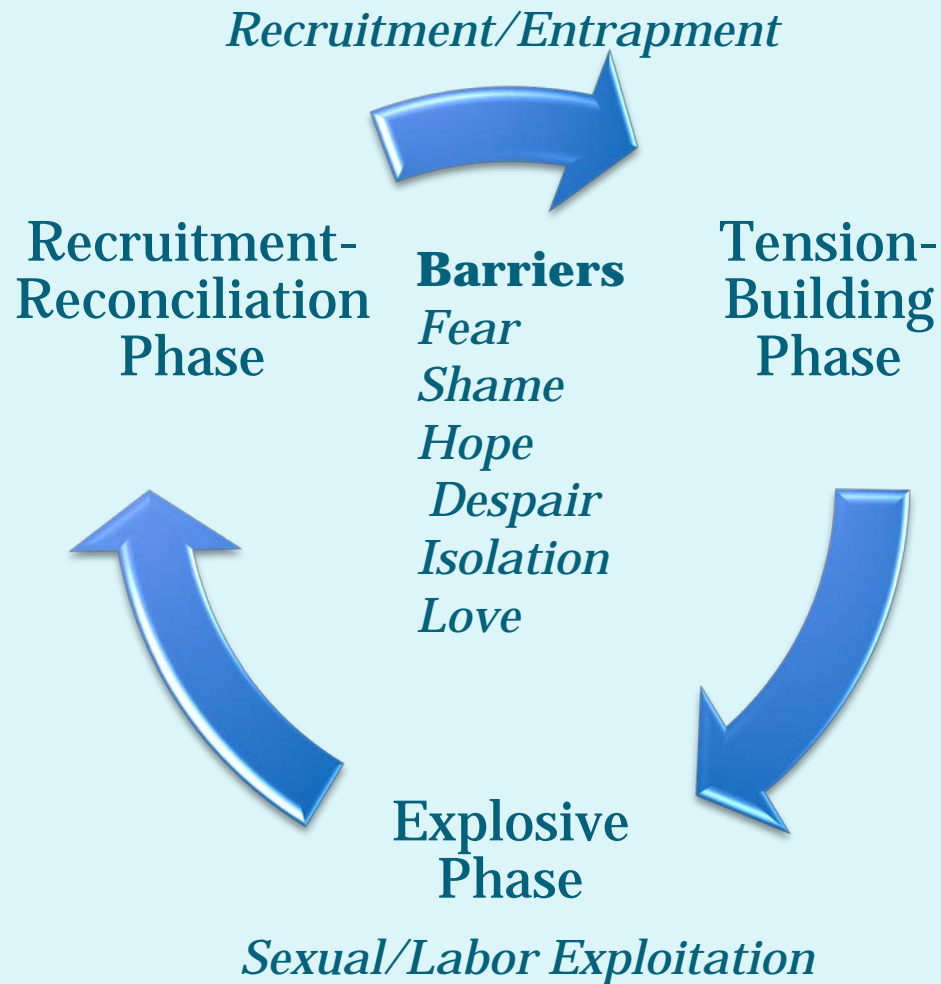 Recruitment/Entrapment
Recruitment-
Reconciliation
Phase
Barriers
Fear
Shame
Hope
Despair
Isolation
Love
Tension-
Building
Phase
Explosive
Phase
Sexual/Labor Exploitation